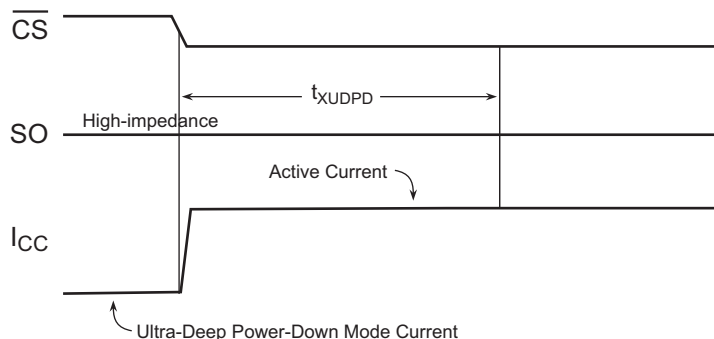 CS
tXUDPD
High-impedance
SO
Active Current
ICC
Ultra-Deep Power-Down Mode Current